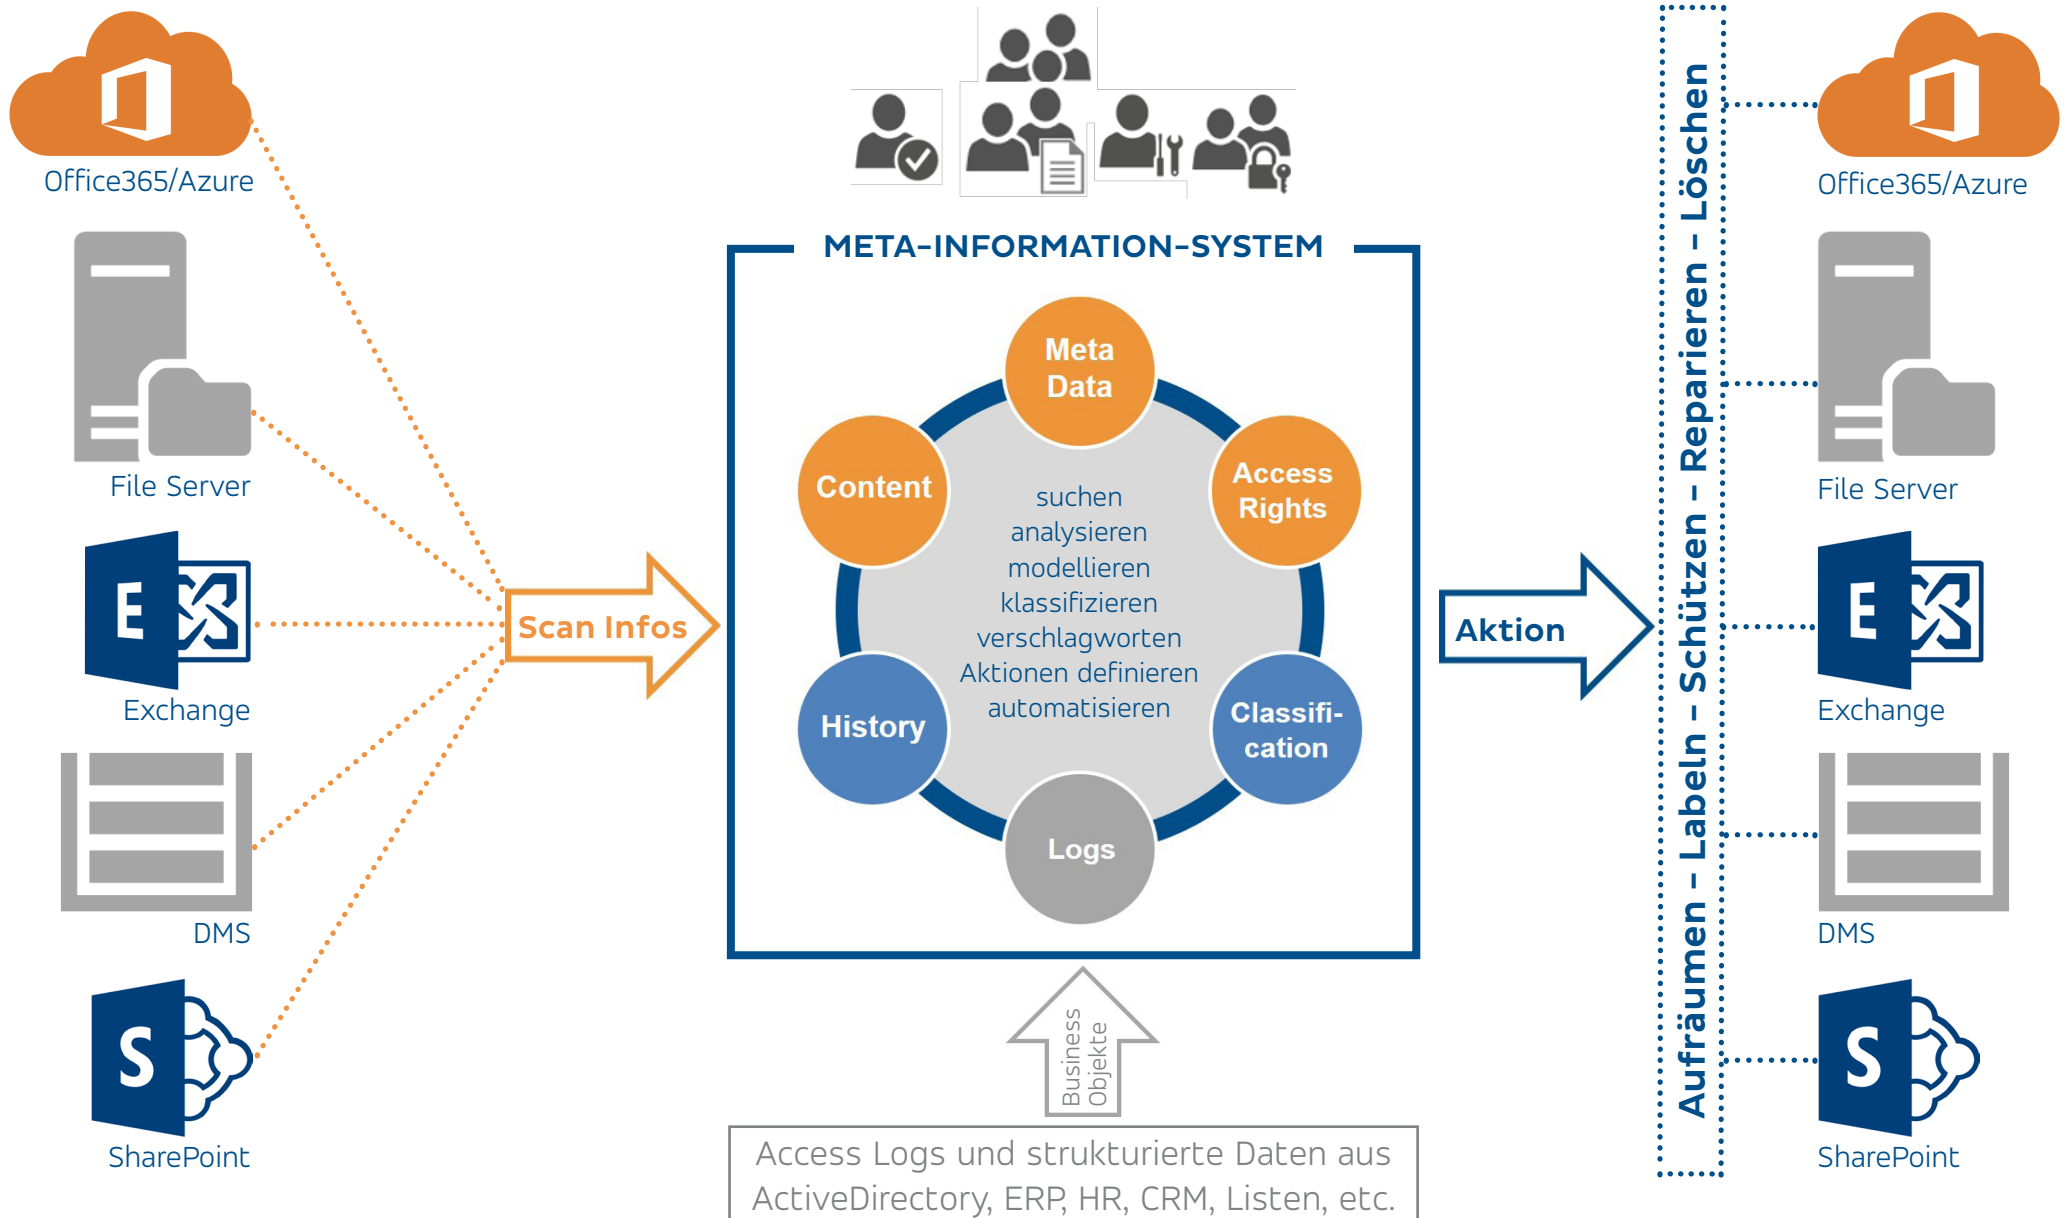 Office365/Azure
File Server
E
Exchange
DMS
S
SharePoint
Scan Infos
META-INFORMATION-SYSTEM
Meta
Data
Content
Access
Rights
suchen
analysieren
modellieren
klassifizieren
verschlagworten
Aktionen definieren
automatisieren
History
Classifi-
cation
Logs
Business
Objekte
Access Logs und strukturierte Daten aus
ActiveDirectory, ERP, HR, CRM, Listen, etc.
Aktion
Aufräumen – Labeln – Schützen – Reparieren – Löschen
Office365/Azure
File Server
E
Exchange
DMS
S
SharePoint